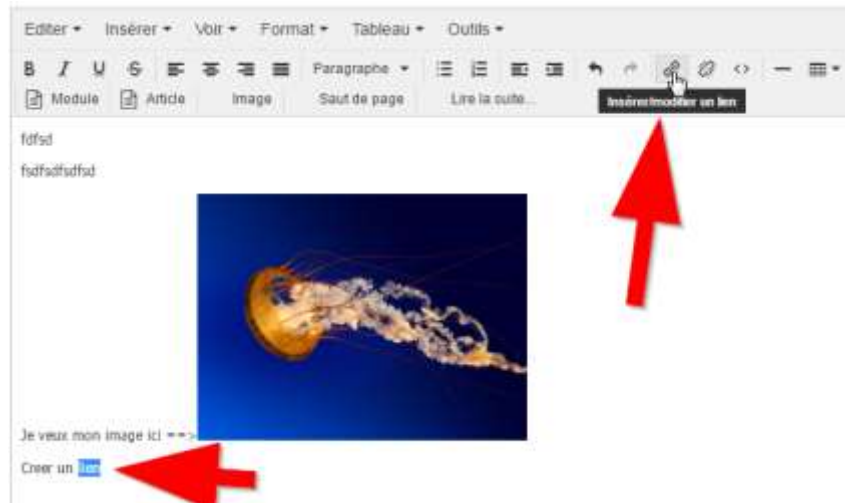 Editer Insérer Voir Format Tableau Outils
B I U S Paragraphe
Module Article Image Saut de page Lire la suite...
Insérer/modifier un lien
fdfsd
fsdfsdfsdfsd
Je veux mon image ici ==>
Creer un lien